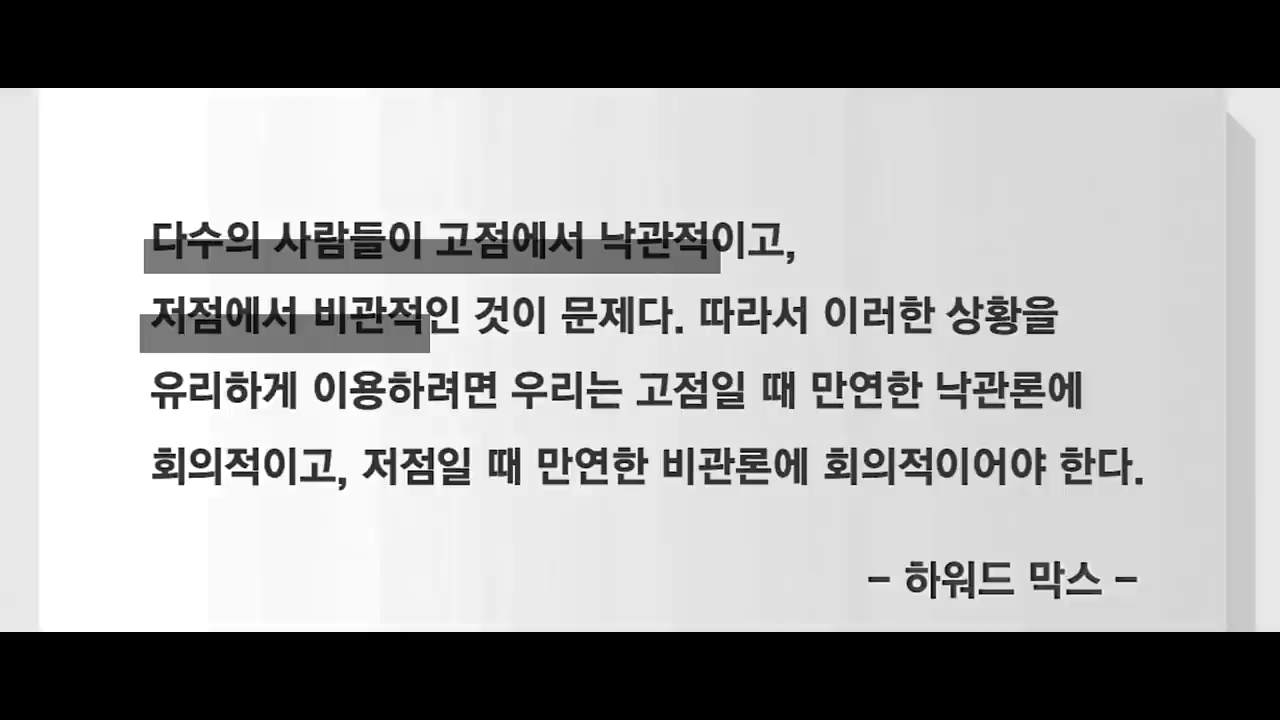 다수의 사람들이 고점에서 낙관적이고,
저점에서 비관적인 것이 문제다. 따라서 이러한 상황을
유리하게 이용하려면 우리는 고점일 때 만연한 낙관론에
회의적이고, 저점일 때 만연한 비관론에 회의적이어야 한다.
- 하워드 막스 -